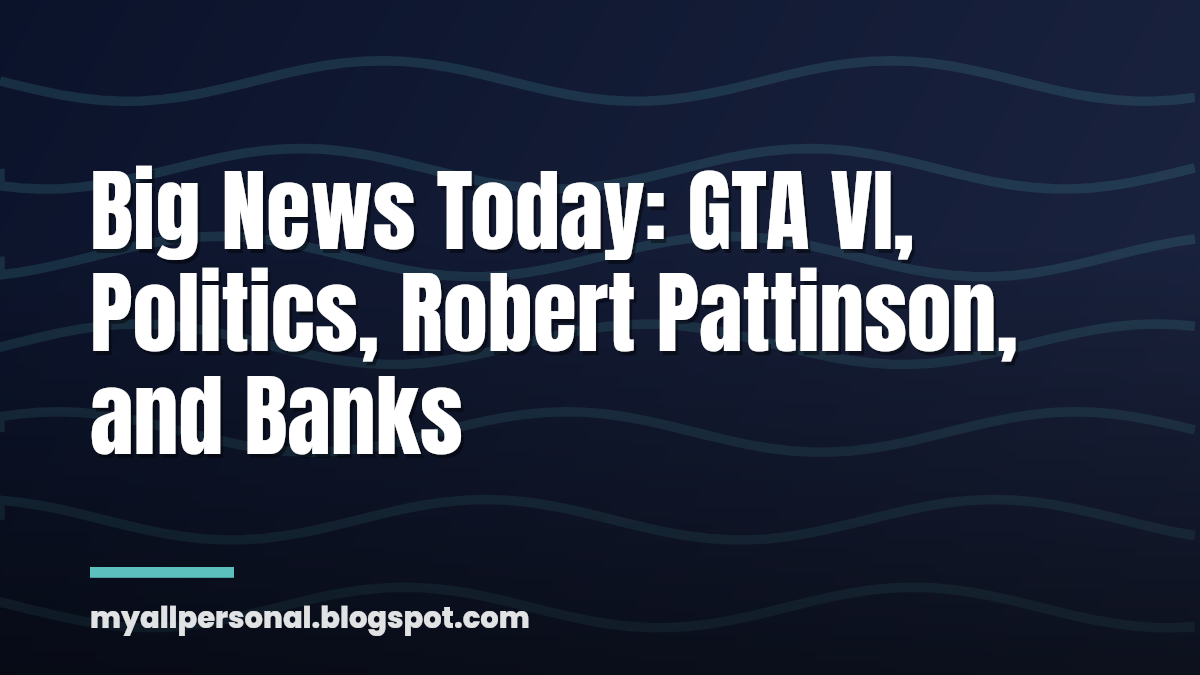 Big News Today: GTA VI,
Politics, Robert Pattinson,
and Banks
myallpersonal.blogspot.com